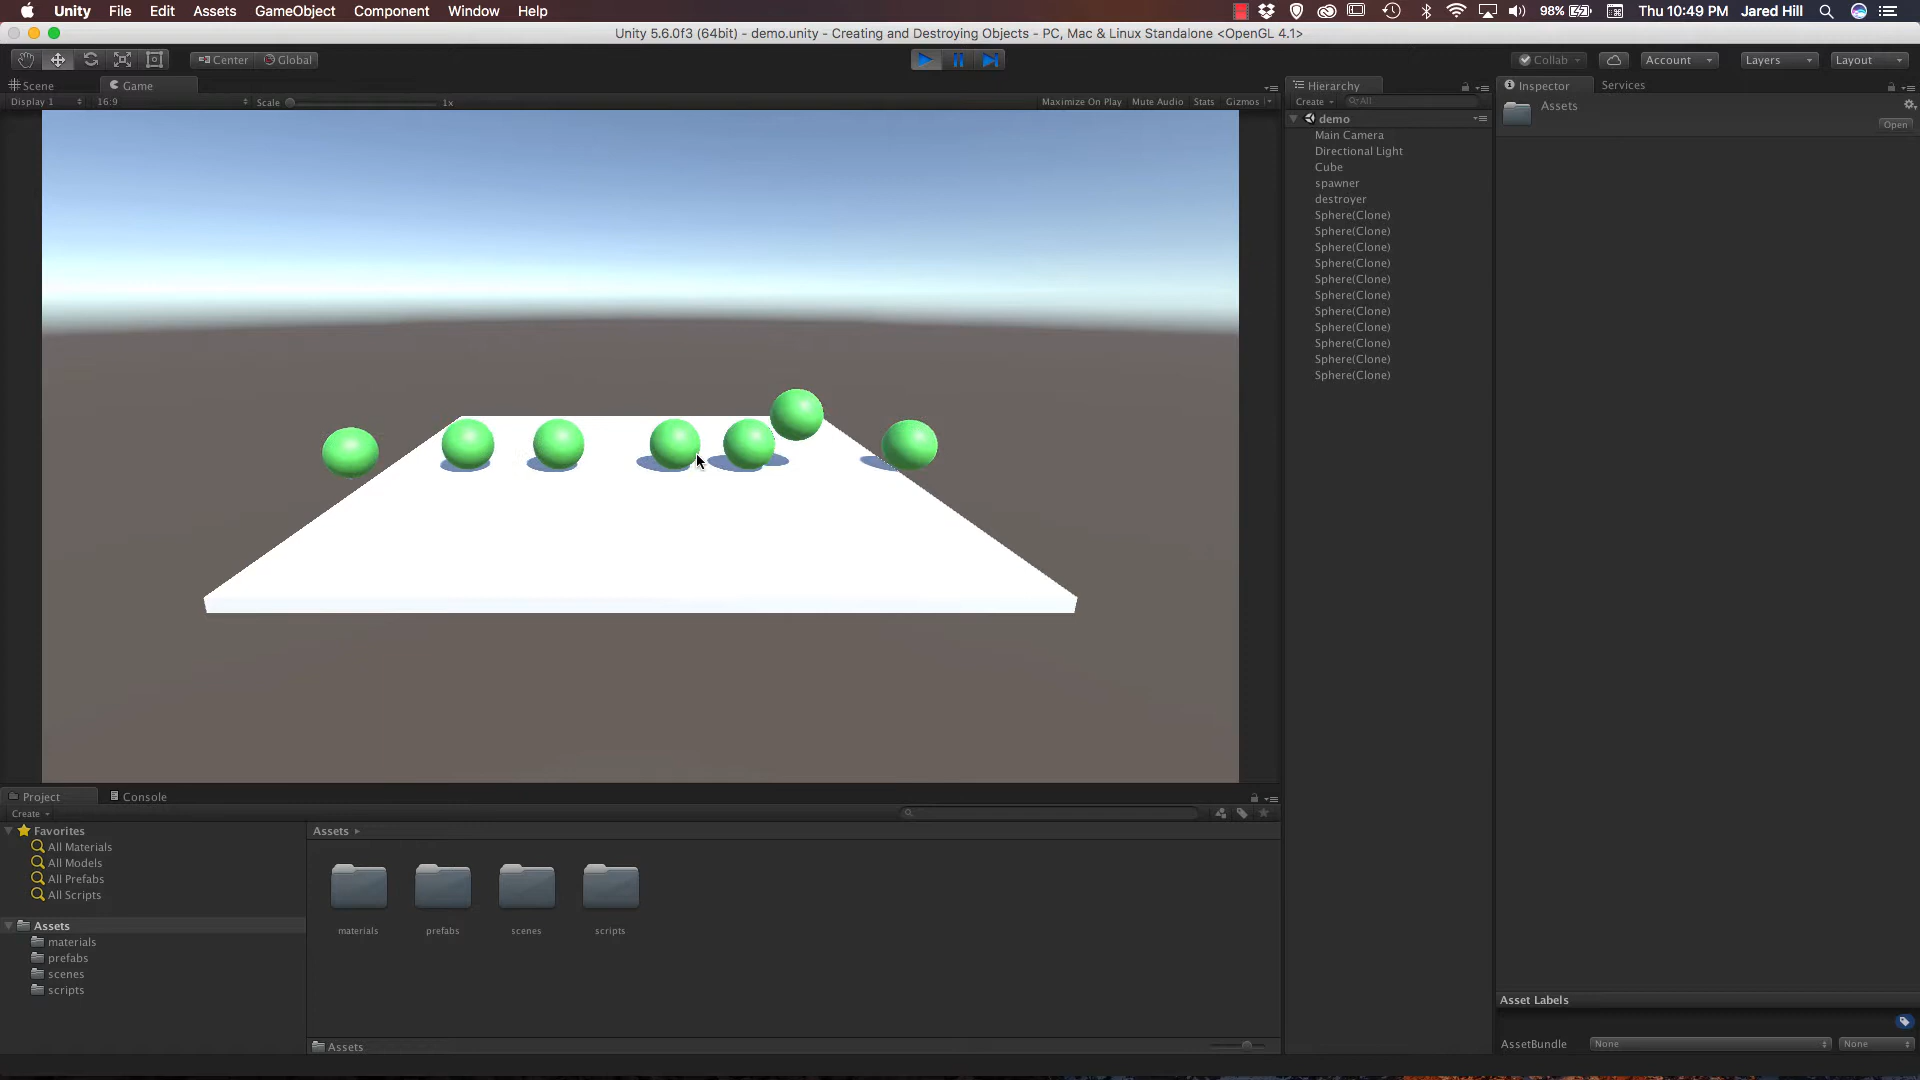 Unity File Edit Assets GameObject Component Window Help 98% Thu 10:49 PM Jared Hill
Unity 5.6.0f3 (64bit) - demo.unity - Creating and Destroying Objects - PC, Mac & Linux Standalone <OpenGL 4.1>
Center Global Collab Account Layers Layout
Scene Game
Display 1 16:9 Scale 1x Maximize On Play Mute Audio Stats Gizmos
Hierarchy
Create All
demo
Main Camera
Directional Light
Cube
spawner
destroyer
Sphere(Clone)
Sphere(Clone)
Sphere(Clone)
Sphere(Clone)
Sphere(Clone)
Sphere(Clone)
Sphere(Clone)
Sphere(Clone)
Sphere(Clone)
Sphere(Clone)
Sphere(Clone)
Inspector Services
Assets
Open
Project Console
Create
Favorites
All Materials
All Models
All Prefabs
All Scripts
Assets
materials
prefabs
scenes
scripts
Assets
materials prefabs scenes scripts
Assets
Asset Labels
AssetBundle None None